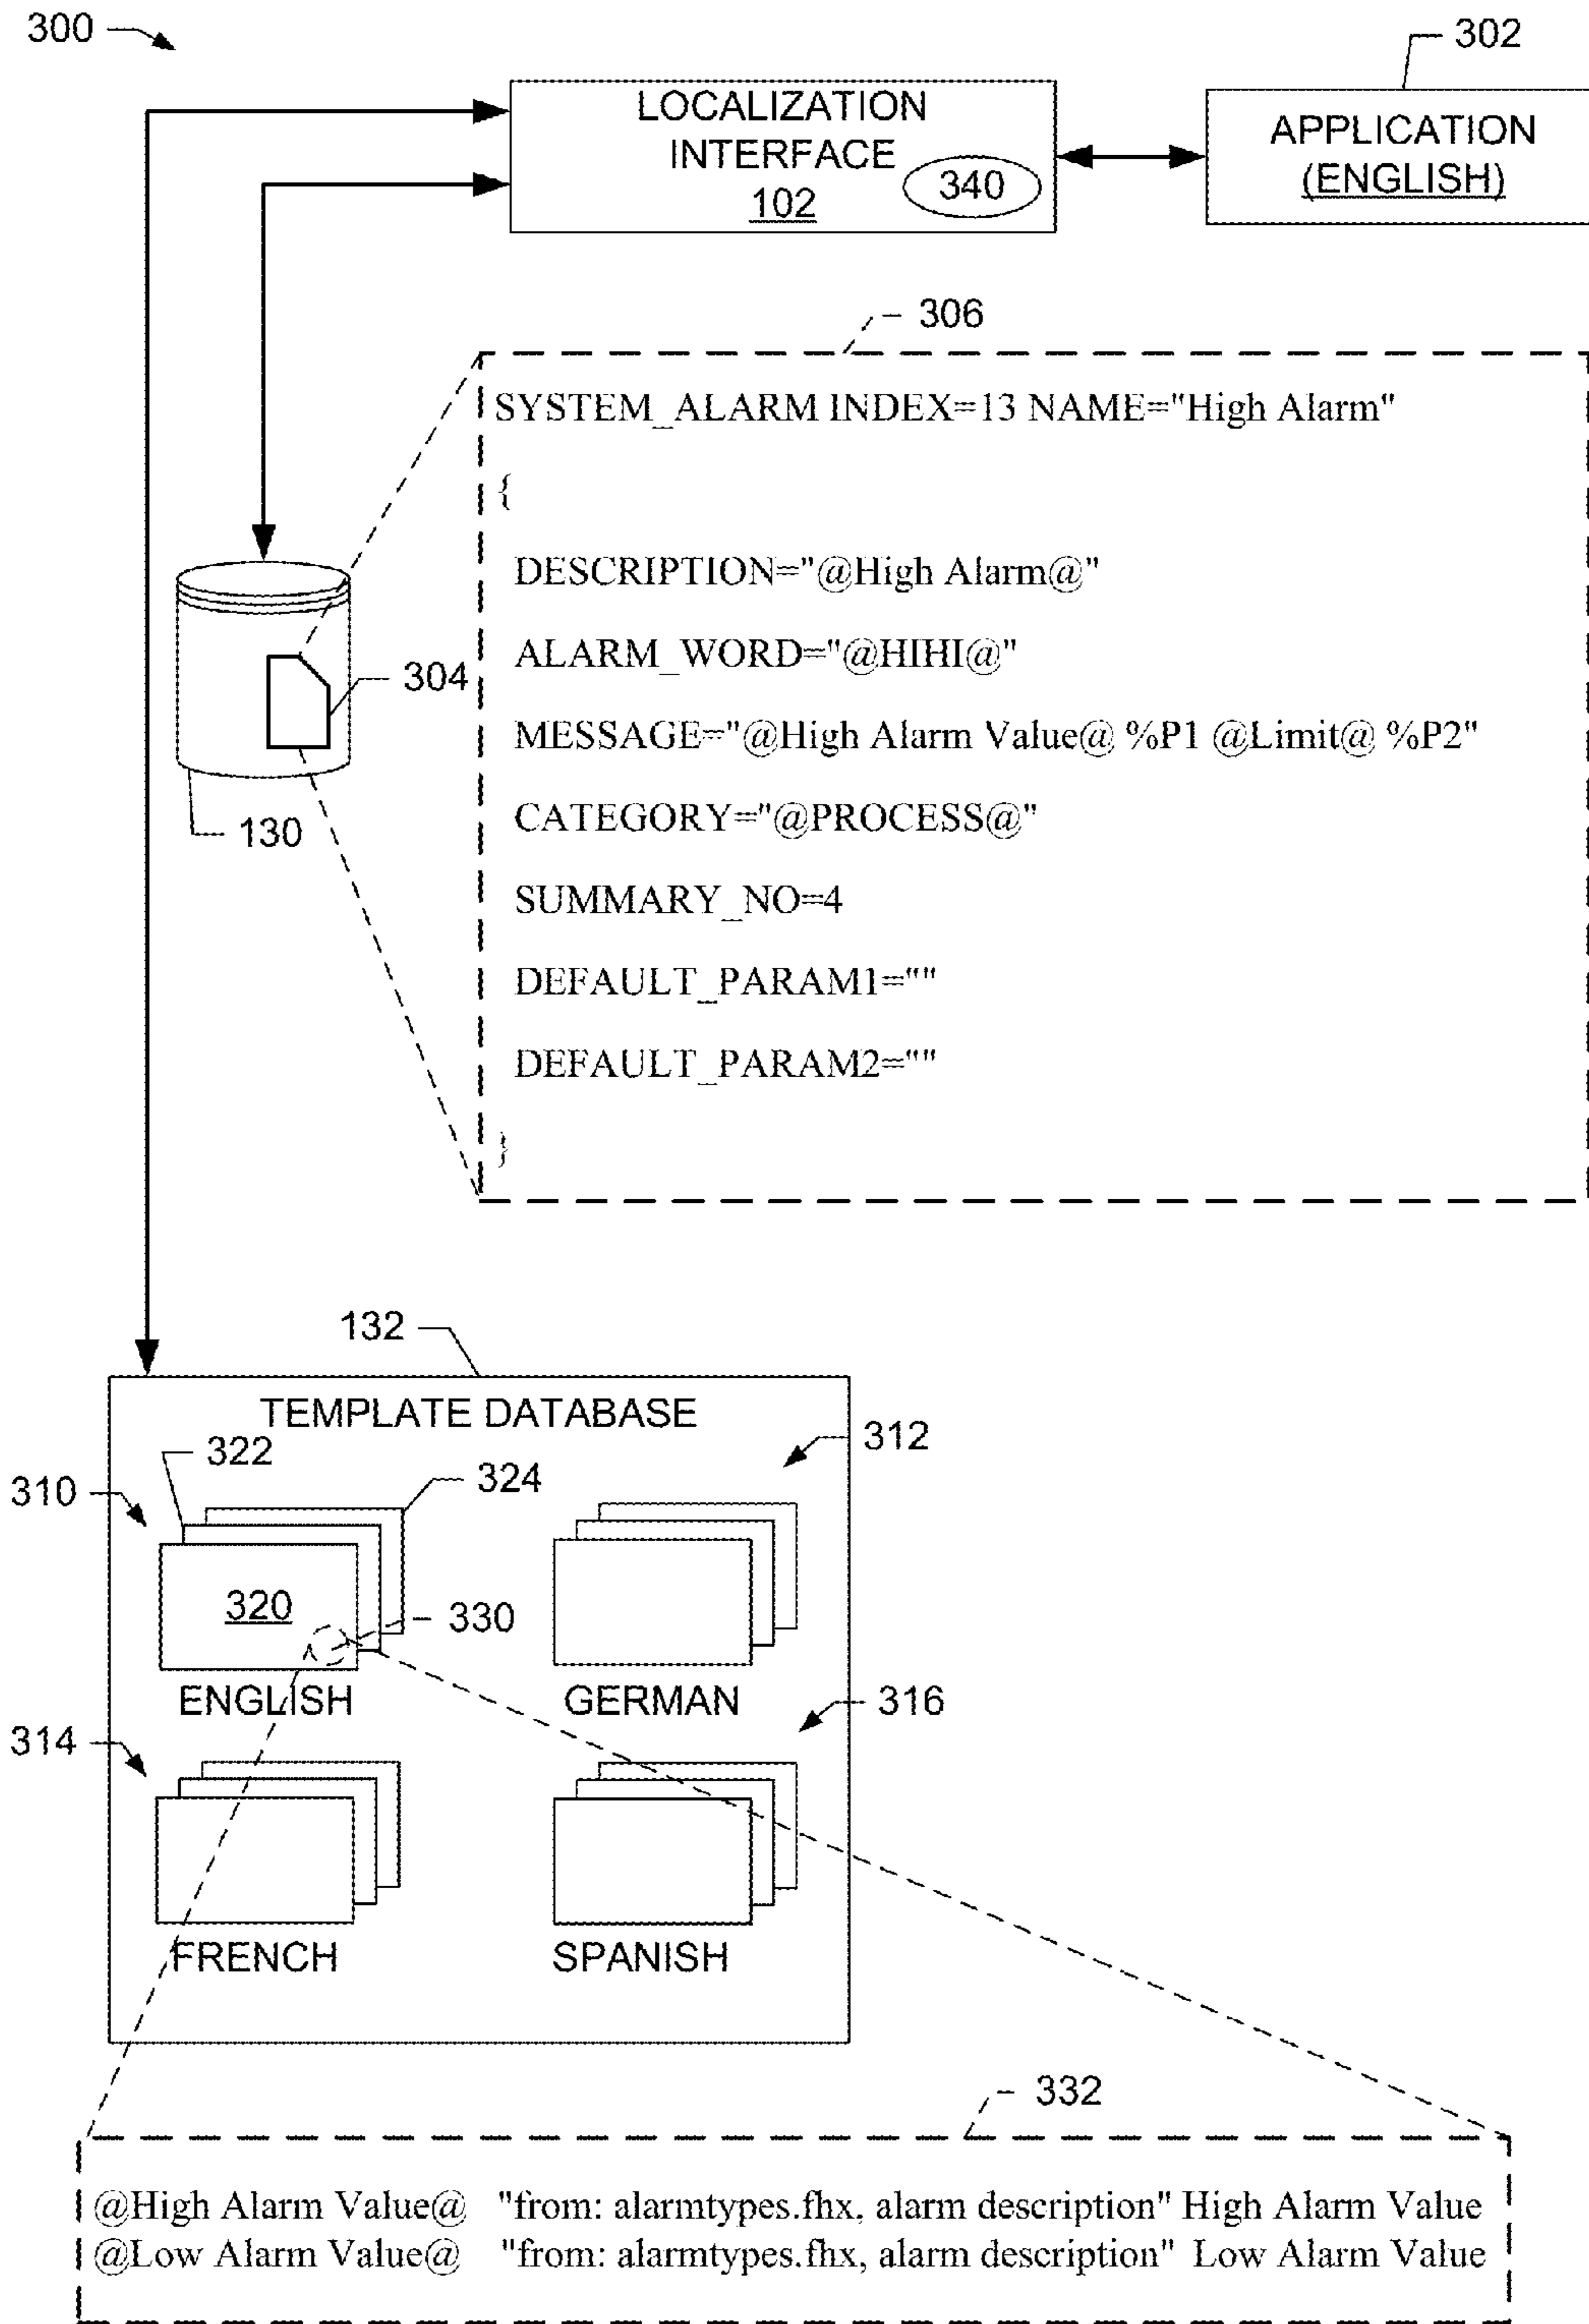 300
302
LOCALIZATION
INTERFACE
102
340
APPLICATION
(ENGLISH)
306
SYSTEM_ALARM INDEX=13 NAME="High Alarm"
{
DESCRIPTION="@High Alarm@"
ALARM_WORD="@HIHI@"
304
MESSAGE="@High Alarm Value@ %P1 @Limit@ %P2"
130
CATEGORY="@PROCESS@"
SUMMARY_NO=4
DEFAULT_PARAM1=""
DEFAULT_PARAM2=""
}
132
TEMPLATE DATABASE
322
312
310
324
320
330
ENGLISH
GERMAN
316
314
FRENCH
SPANISH
332
@High Alarm Value@ "from: alarmtypes.fhx, alarm description" High Alarm Value
@Low Alarm Value@ "from: alarmtypes.fhx, alarm description" Low Alarm Value